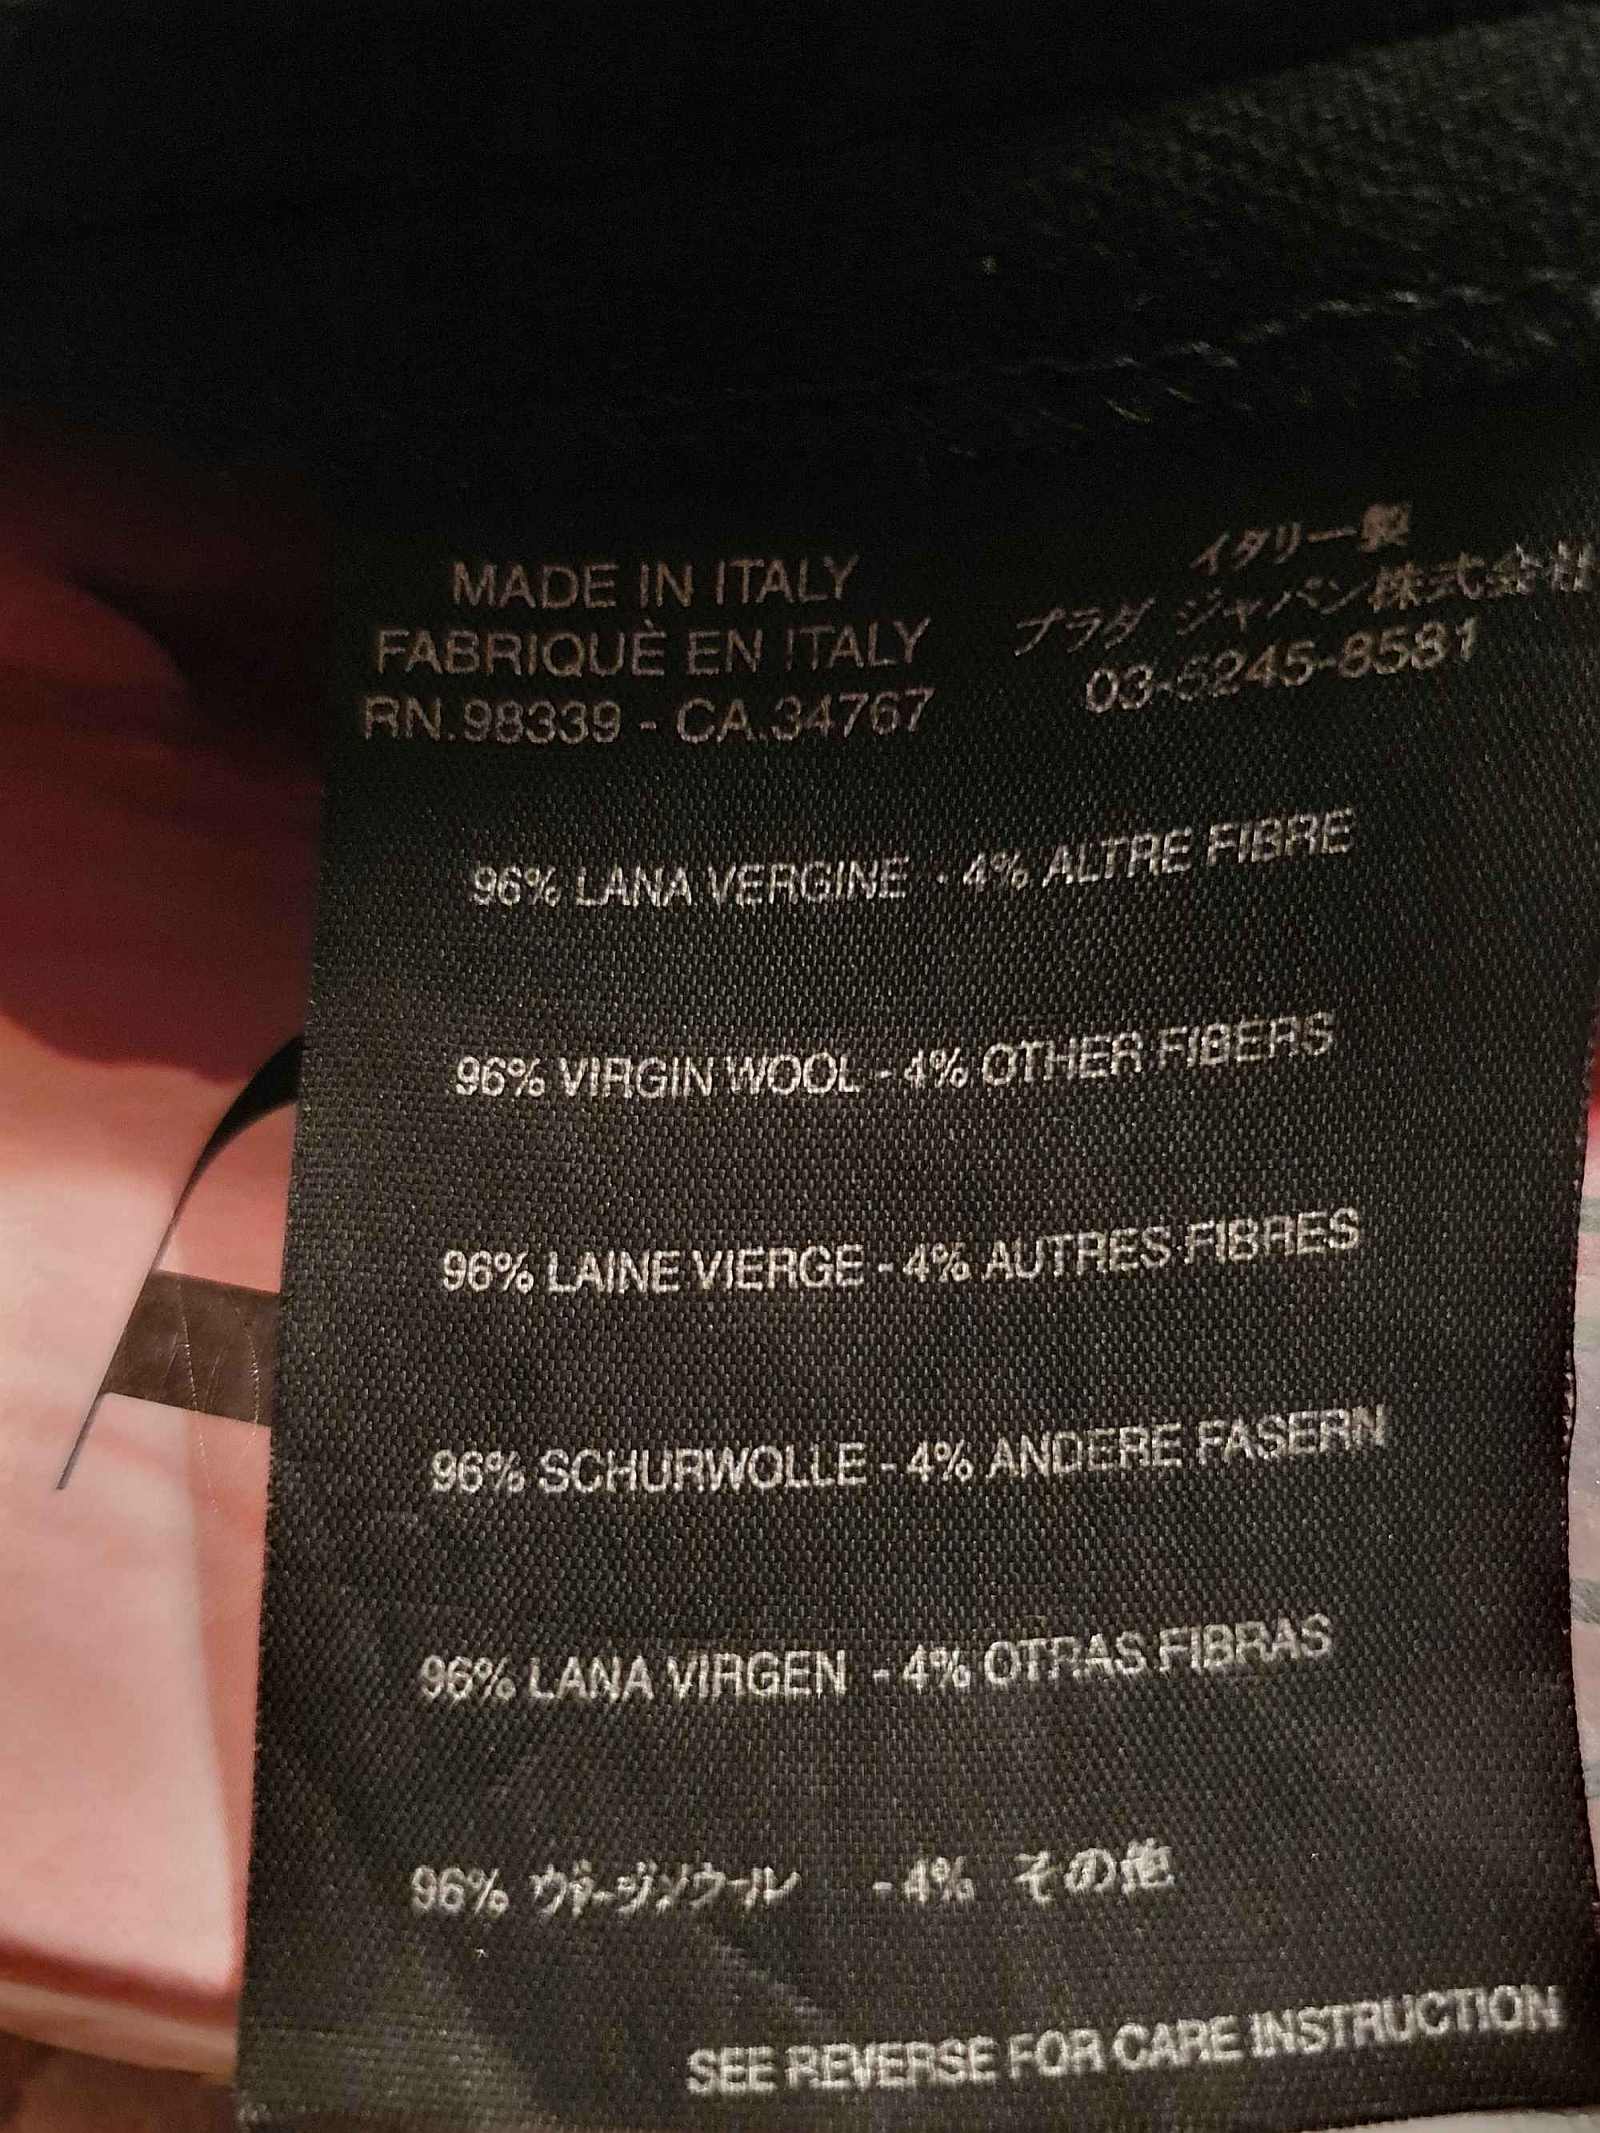 MADE IN ITALY
FABRIQUÈ EN ITALY
RN.98339 - CA.34767
イタリー製
プラダ ジャパン株式会社
03-5245-8581
96% LANA VERGINE - 4% ALTRE FIBRE
96% VIRGIN WOOL - 4% OTHER FIBERS
96% LAINE VIERGE - 4% AUTRES FIBRES
96% SCHURWOLLE - 4% ANDERE FASERN
96% LANA VIRGEN - 4% OTRAS FIBRAS
96% ヴァージンウール - 4% その他
SEE REVERSE FOR CARE INSTRUCTION